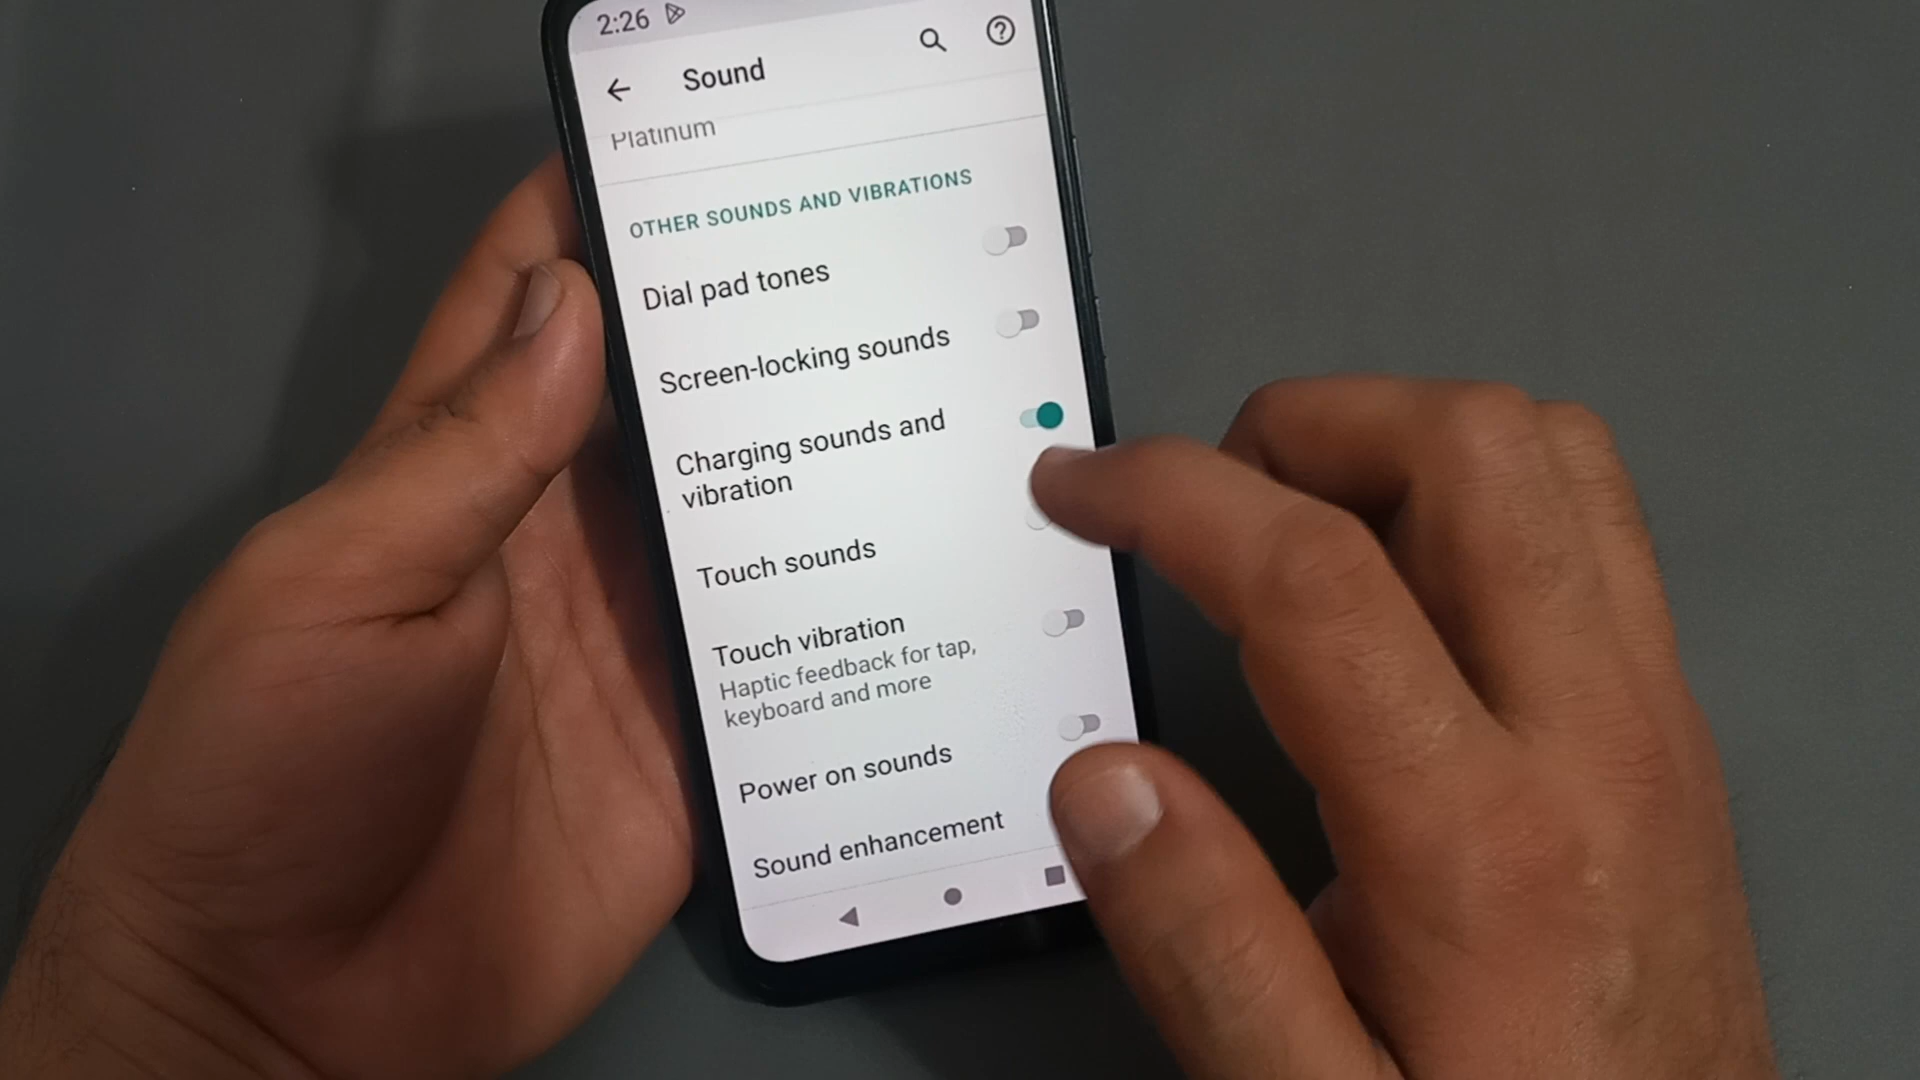 2:26
Sound
Platinum
OTHER SOUNDS AND VIBRATIONS
Dial pad tones
Screen-locking sounds
Charging sounds and
vibration
Touch sounds
Touch vibration
Haptic feedback for tap,
keyboard and more
Power on sounds
Sound enhancement